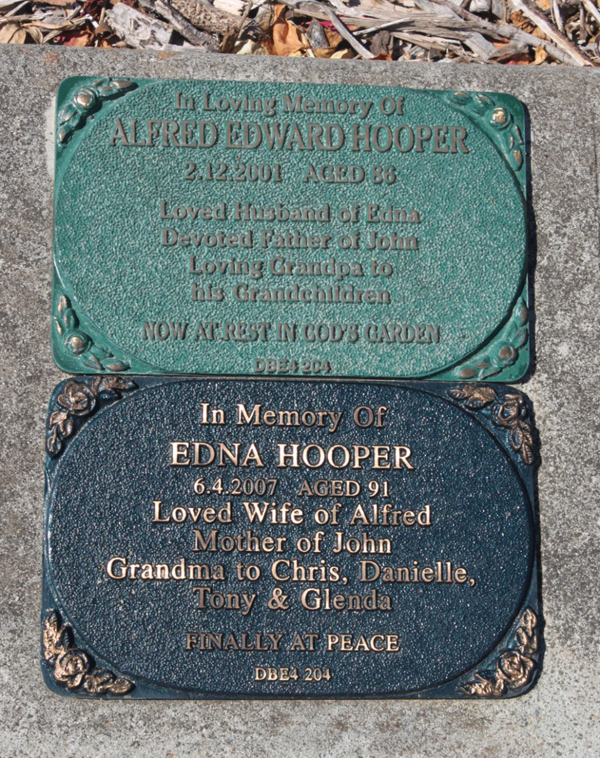 In Loving Memory Of
ALFRED EDWARD HOOPER
2.12.2001 AGED 86
Loved Husband of Edna
Devoted Father of John
Loving Grandpa to
his Grandchildren
NOW AT REST IN GOD'S GARDEN
DBE4 204
In Memory Of
EDNA HOOPER
6.4.2007 AGED 91
Loved Wife of Alfred
Mother of John
Grandma to Chris, Danielle,
Tony & Glenda
FINALLY AT PEACE
DBE4 204